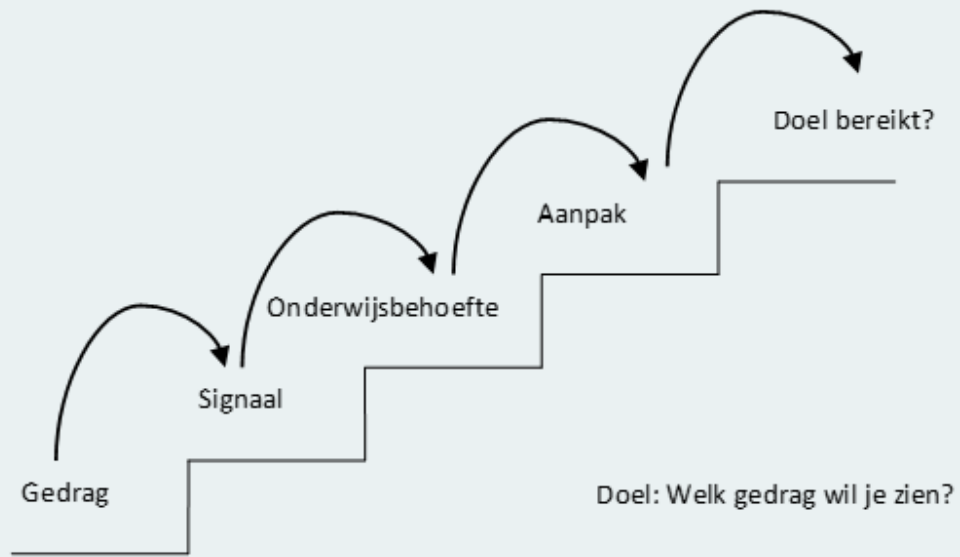 Doel bereikt?
Aanpak
Onderwijsbehoefte
Signaal
Gedrag
Doel: Welk gedrag wil je zien?